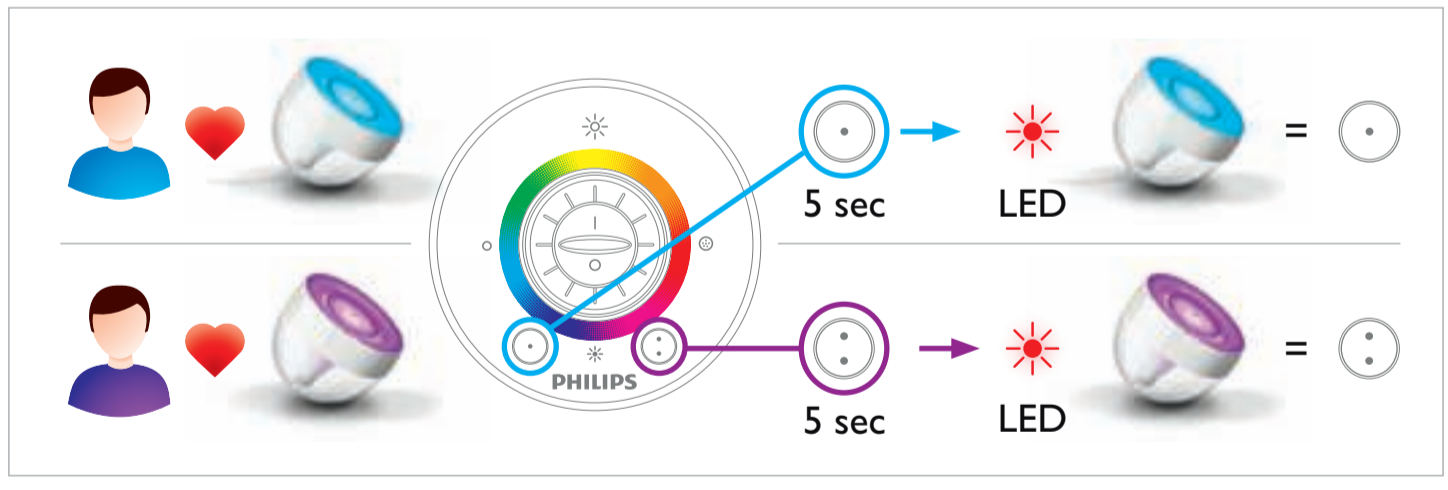 5 sec
LED
=
PHILIPS
5 sec
LED
=